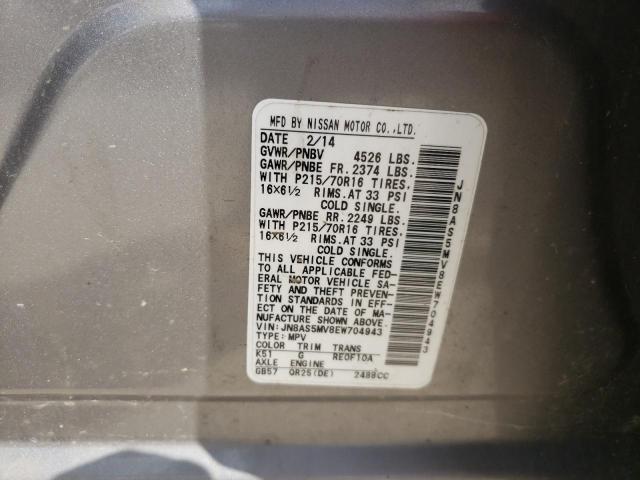 MFD BY NISSAN MOTOR CO.,LTD.
DATE 2/14
GVWR/PNBV 4526 LBS.
GAWR/PNBE FR. 2374 LBS.
WITH P215/70R16 TIRES,
16×6½ RIMS.AT 33 PSI
COLD SINGLE.
GAWR/PNBE RR. 2249 LBS.
WITH P215/70R16 TIRES,
16×6½ RIMS.AT 33 PSI
COLD SINGLE.
THIS VEHICLE CONFORMS
TO ALL APPLICABLE FED-
ERAL MOTOR VEHICLE SA-
FETY AND THEFT PREVEN-
TION STANDARDS IN EFF-
ECT ON THE DATE OF MA-
NUFACTURE SHOWN ABOVE.
VIN: JN8AS5MV8EW704943
TYPE: MPV
COLOR TRIM TRANS
K51 G RE0F10A
AXLE ENGINE
GB57 QR25(DE) 2488CC
JN8AS5MV8EW704943